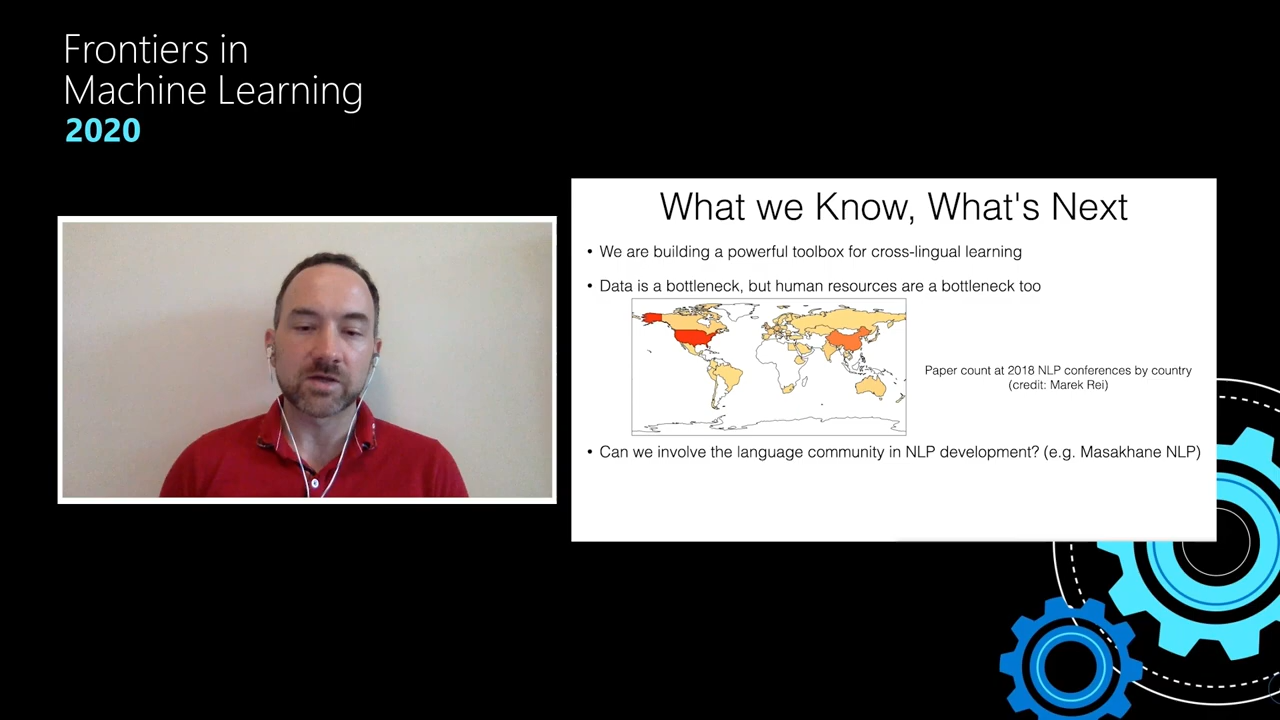 Frontiers in
Machine Learning
2020
What we Know, What's Next
• We are building a powerful toolbox for cross-lingual learning
• Data is a bottleneck, but human resources are a bottleneck too
Paper count at 2018 NLP conferences by country
(credit: Marek Rei)
• Can we involve the language community in NLP development? (e.g. Masakhane NLP)